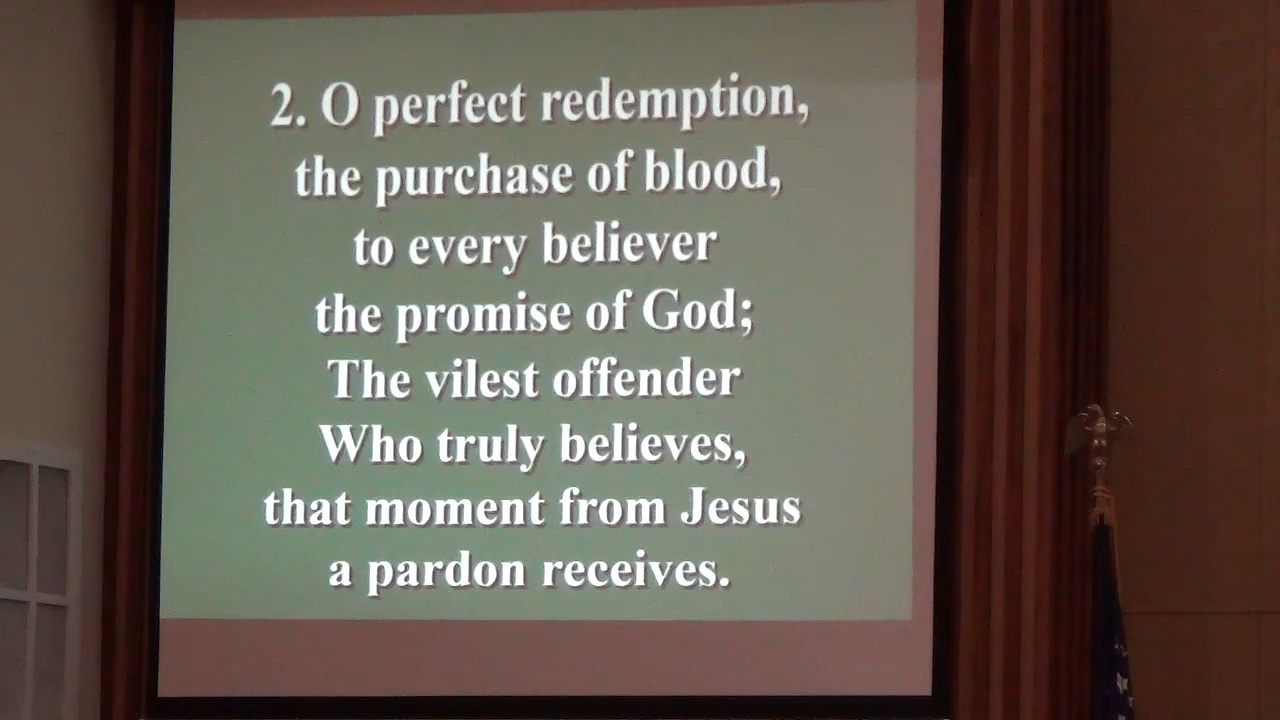 2. O perfect redemption,
the purchase of blood,
to every believer
the promise of God;
The vilest offender
Who truly believes,
that moment from Jesus
a pardon receives.